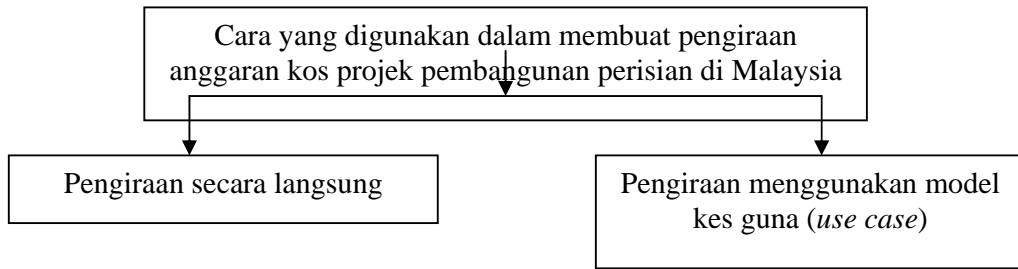 Cara yang digunakan dalam membuat pengiraan
anggaran kos projek pembangunan perisian di Malaysia
Pengiraan secara langsung
Pengiraan menggunakan model
kes guna (use case)